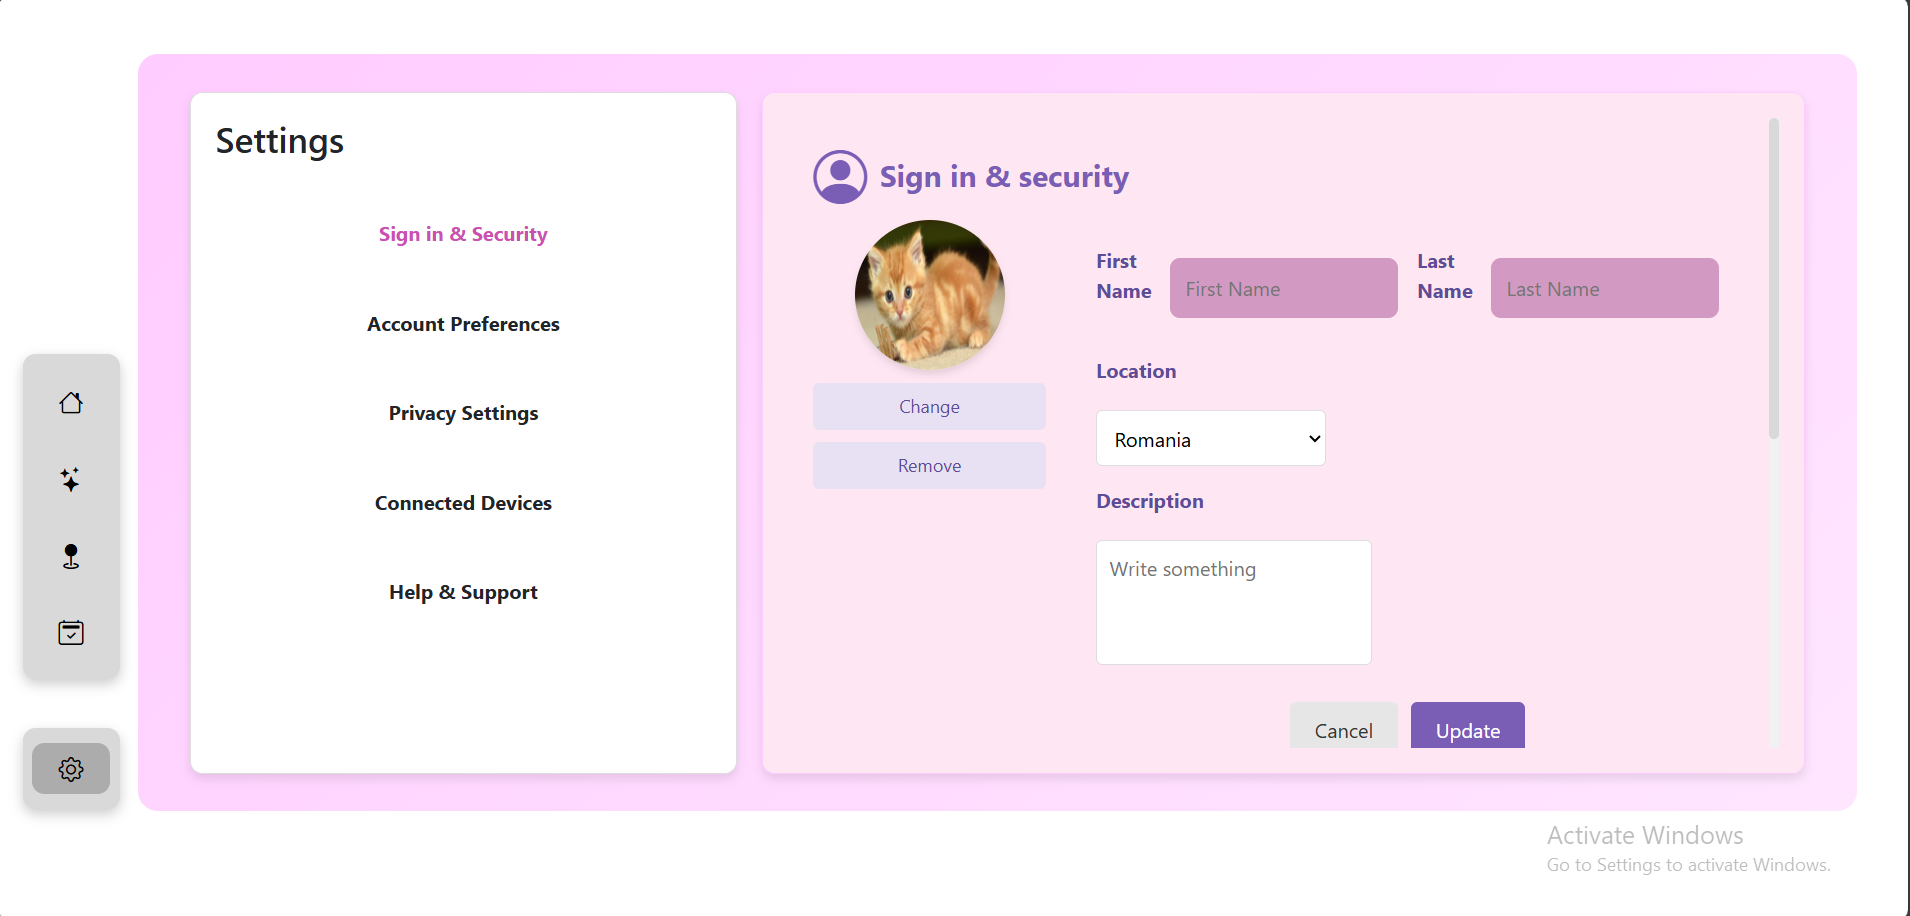 Settings
Sign in & Security
Account Preferences
Privacy Settings
Connected Devices
Help & Support
Sign in & security
Change
Remove
First
Name
First Name
Last
Name
Last Name
Location
Romania
Description
Write something
Cancel
Update
Activate Windows
Go to Settings to activate Windows.